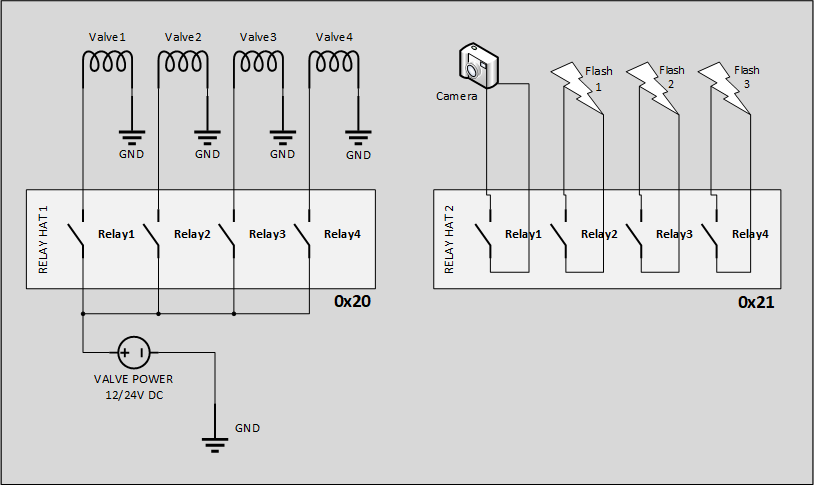 Valve1
Valve2
Valve3
Valve4
GND
GND
GND
GND
RELAY HAT 1
Relay1
Relay2
Relay3
Relay4
0x20
+
VALVE POWER
12/24V DC
GND
Camera
Flash
1
Flash
2
Flash
3
RELAY HAT 2
Relay1
Relay2
Relay3
Relay4
0x21